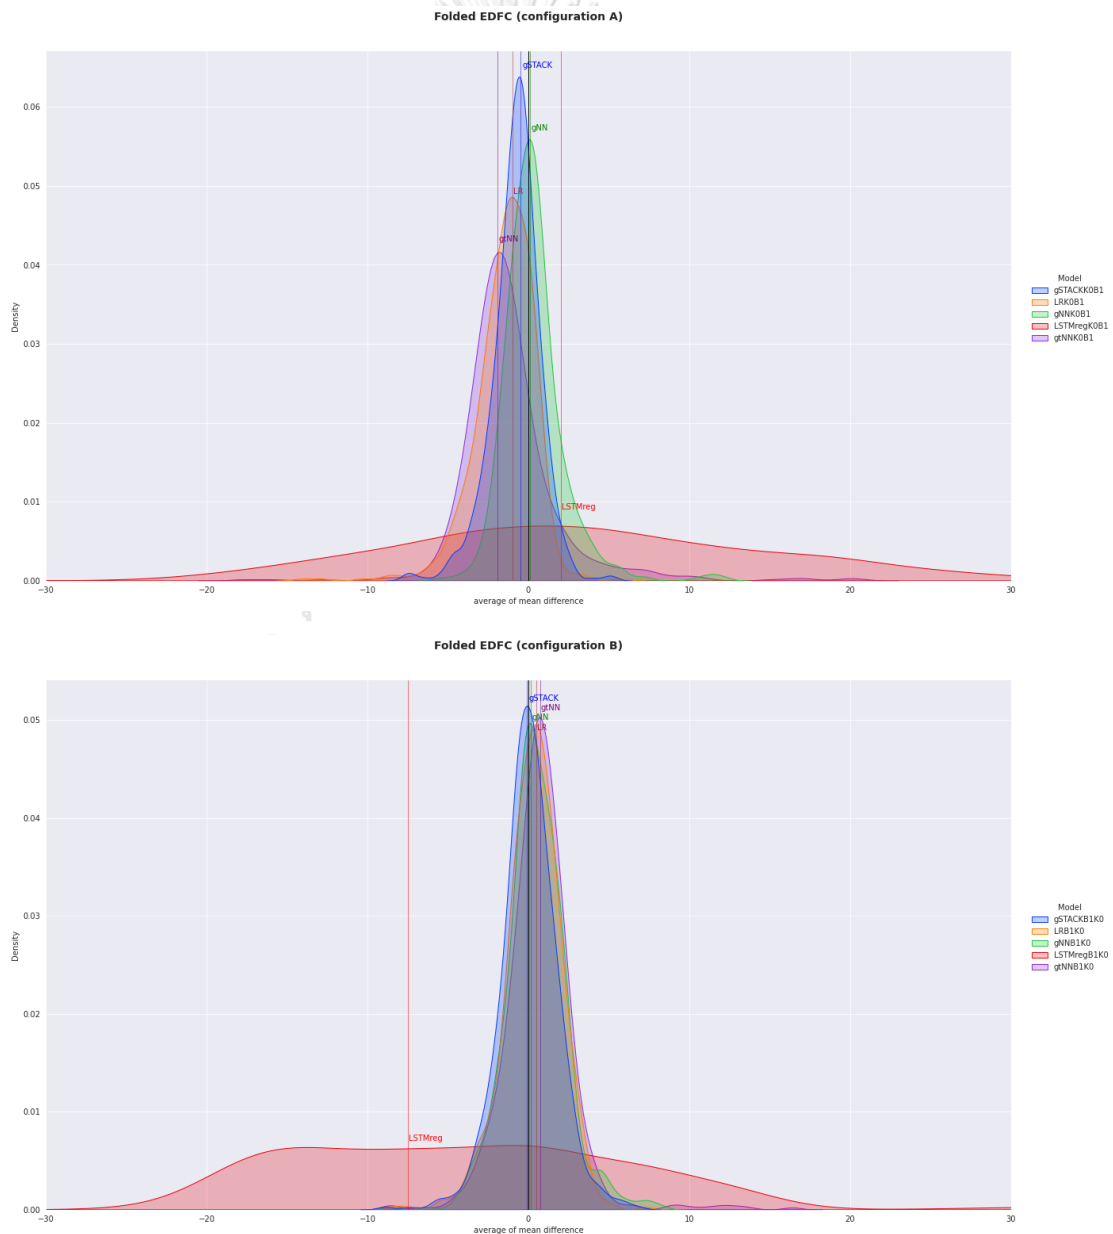 Folded EDFC (configuration A)
gSTACK
gNN
LR
gtNN
LSTMreg
0.06
0.05
0.04
0.03
0.02
0.01
0.00
Density
−30
−20
−10
0
10
20
30
average of mean difference
Model
gSTACKK0B1
LRK0B1
gNNK0B1
LSTMregK0B1
gtNNK0B1
Folded EDFC (configuration B)
gSTACK
gtNN
gNN
LR
LSTMreg
0.05
0.04
0.03
0.02
0.01
0.00
Density
−30
−20
−10
0
10
20
30
average of mean difference
Model
gSTACKB1K0
LRB1K0
gNNB1K0
LSTMregB1K0
gtNNB1K0